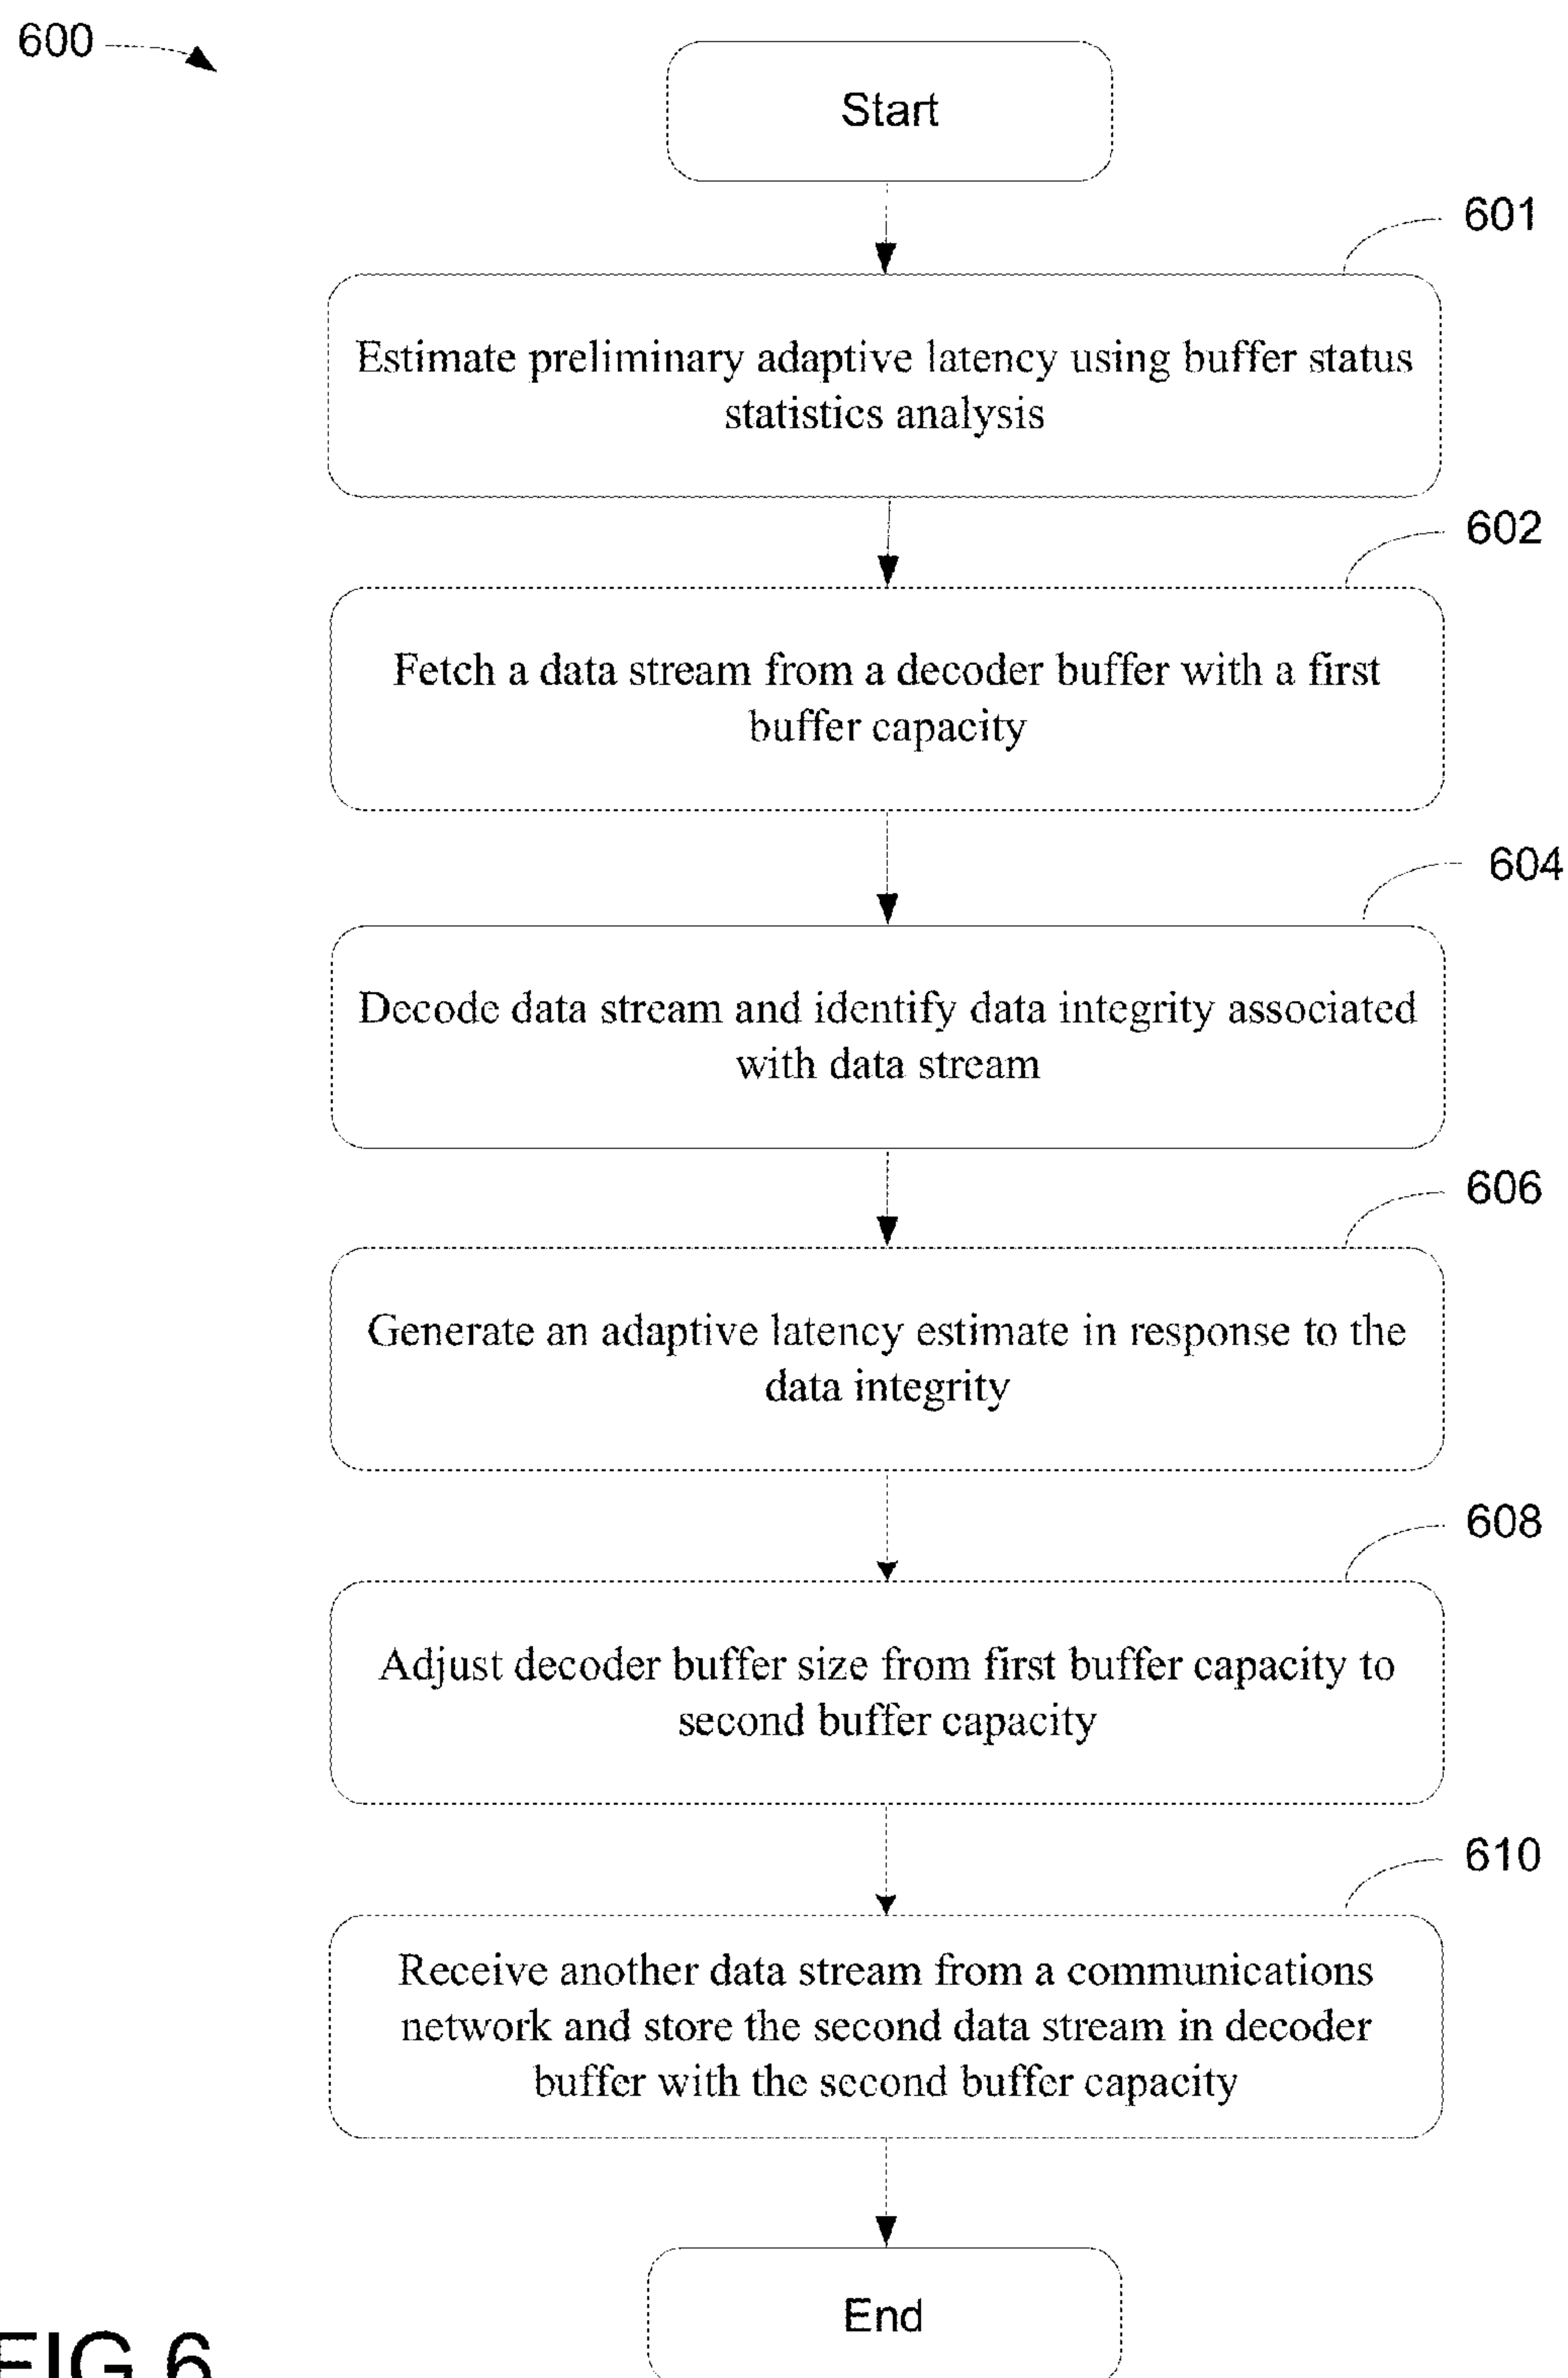 600
Start
601
Estimate preliminary adaptive latency using buffer status
statistics analysis
602
Fetch a data stream from a decoder buffer with a first
buffer capacity
604
Decode data stream and identify data integrity associated
with data stream
606
Generate an adaptive latency estimate in response to the
data integrity
608
Adjust decoder buffer size from first buffer capacity to
second buffer capacity
610
Receive another data stream from a communications
network and store the second data stream in decoder
buffer with the second buffer capacity
End
FIG 6